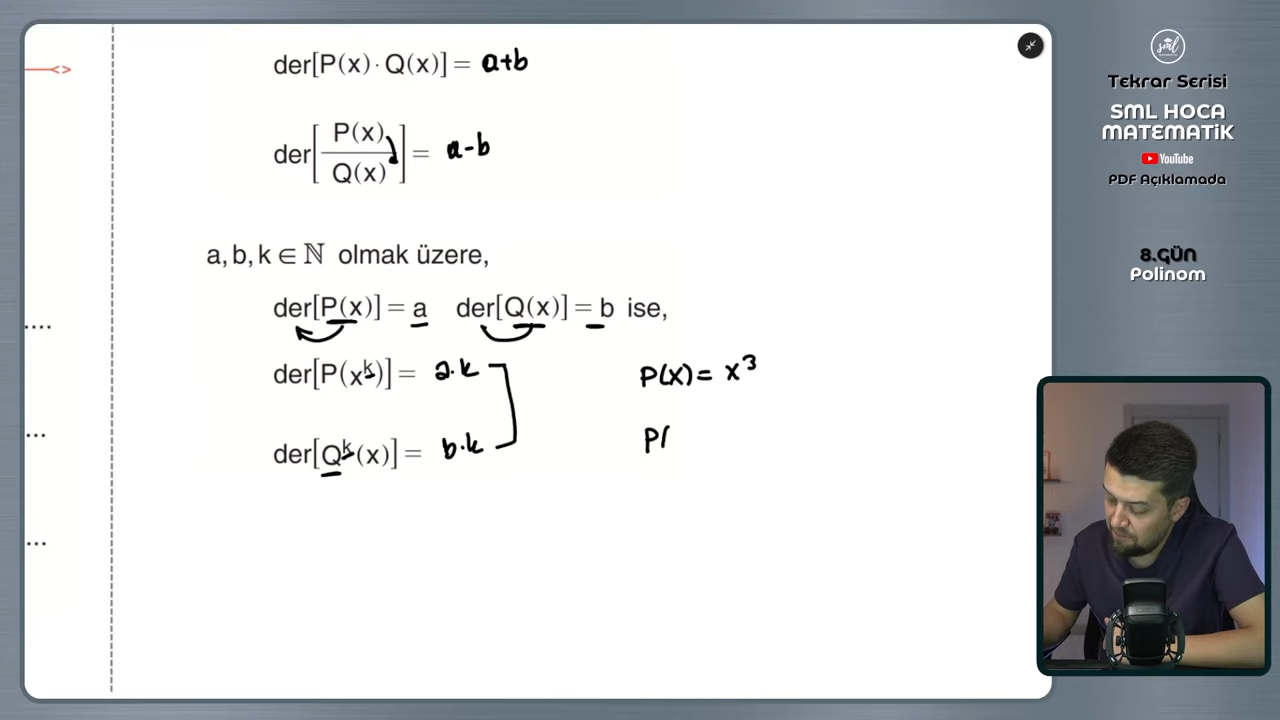 der[P(x) · Q(x)] = a+b
der[P(x)/Q(x)] = a-b
a, b, k ∈ ℕ olmak üzere,
der[P(x)] = a der[Q(x)] = b ise,
der[P(x^k)] = a·k
P(x) = x^3
der[Q^k(x)] = b·k
P(
sml
Tekrar Serisi
SML HOCA
MATEMATİK
YouTube
PDF Açıklamada
8.GÜN
Polinom